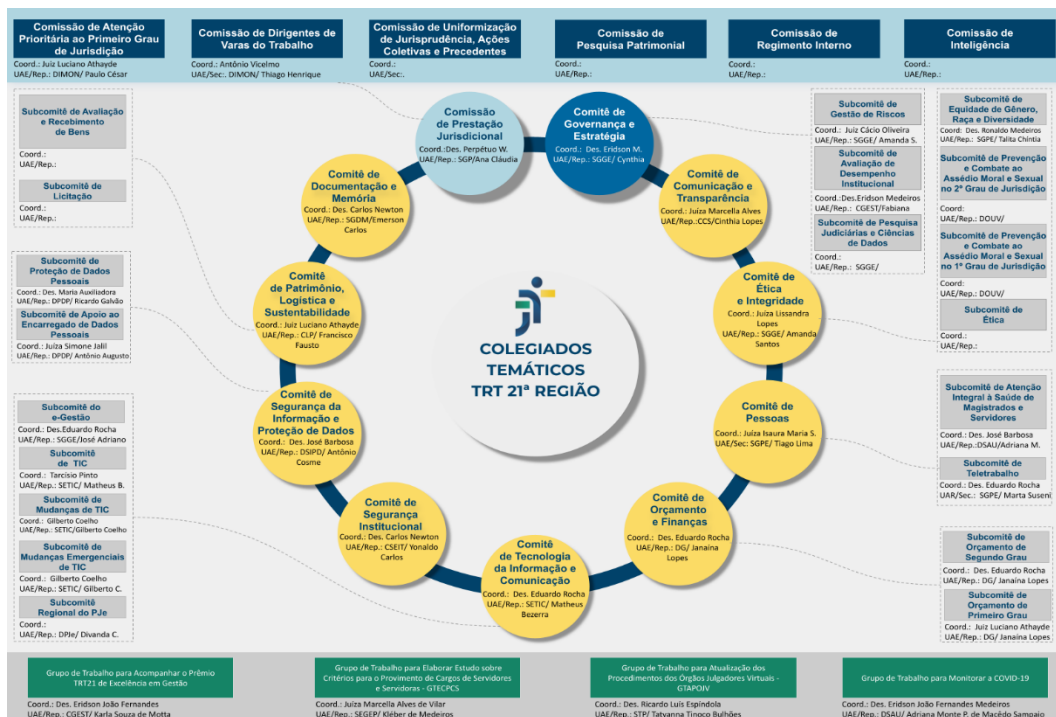 Comissão de Atenção
Prioritária ao Primeiro Grau
de Jurisdição
Coord.: Juiz Luciano Athayde
UAE/Rep.: DIMON/ Paulo César
Comissão de Dirigentes de
Varas do Trabalho
Coord.: Antônio Vicelmo
UAE/Sec:. DIMON/ Thiago Henrique
Comissão de Uniformização
de Jurisprudência, Ações
Coletivas e Precedentes
Coord.:
UAE/Sec:.
Comissão de
Pesquisa Patrimonial
Coord.:
UAE/Rep.:
Comissão de
Regimento Interno
Coord.:
UAE/Rep.:
Comissão de
Inteligência
Coord.:
UAE/Rep.:
Subcomitê de Avaliação
e Recebimento
de Bens
Coord.:
UAE/Rep.:
Subcomitê de
Licitação
Coord.:
UAE/Rep.:
Subcomitê de
Proteção de Dados
Pessoais
Coord.: Des. Maria Auxiliadora
UAE/Rep.: DPDP/ Ricardo Galvão
Subcomitê de Apoio ao
Encarregado de Dados
Pessoais
Coord.: Juíza Simone Jalil
UAE/Rep.: DPDP/ Antônio Augusto
Subcomitê do
e-Gestão
Coord.: Des.Eduardo Rocha
UAE/Rep.: SGGE/José Adriano
Subcomitê
de TIC
Coord.: Tarcísio Pinto
UAE/Rep.: SETIC/ Matheus B.
Subcomitê de
Mudanças de TIC
Coord.: Gilberto Coelho
UAE/Rep.: SETIC/Gilberto Coelho
Subcomitê de
Mudanças Emergenciais
de TIC
Coord.: Gilberto Coelho
UAE/Rep.: SETIC/ Gilberto C.
Subcomitê
Regional do PJe
Coord.:
UAE/Rep.: DPJe/ Divanda C.
Comissão
de Prestação
Jurisdicional
Coord.:Des. Perpétuo W.
UAE/Rep.: SGP/Ana Cláudia
Comitê de
Governança e
Estratégia
Coord.: Des. Eridson M.
UAE/Rep.: SGGE/ Cynthia
Comitê de
Documentação e
Memória
Coord.: Des. Carlos Newton
UAE/Rep.: SGDM/Emerson
Carlos
Comitê de
Comunicação e
Transparência
Coord.: Juíza Marcella Alves
UAE/Rep.:CCS/Cinthia Lopes
Comitê
de Patrimônio,
Logística e
Sustentabilidade
Coord.: Juiz Luciano Athayde
UAE/Rep.: CLP/ Francisco
Fausto
Comitê de
Ética
e Integridade
Coord.: Juíza Lissandra
Lopes
UAE/Rep.: SGGE/ Amanda
Santos
COLEGIADOS
TEMÁTICOS
TRT 21ª REGIÃO
Comitê de
Segurança da
Informação e
Proteção de Dados
Coord.: Des. José Barbosa
UAE/Rep.: DSIPD/ Antônio
Cosme
Comitê de
Pessoas
Coord.: Juíza Isaura Maria S.
UAE/Sec: SGPE/ Tiago Lima
Comitê de
Segurança
Institucional
Coord.: Des. Carlos Newton
UAE/Rep.: CSEIT/ Yonaldo
Carlos
Comitê
de Tecnologia
da Informação e
Comunicação
Coord.: Des. Eduardo Rocha
UAE/Rep.: SETIC/ Matheus
Bezerra
Comitê de
Orçamento
e Finanças
Coord.: Des. Eduardo Rocha
UAE/Rep.: DG/ Janaína
Lopes
Subcomitê de
Gestão de Riscos
Coord.: Juiz Cácio Oliveira
UAE/Rep.: SGGE/ Amanda S.
Subcomitê de
Avaliação de
Desempenho
Institucional
Coord.:Des.Eridson Medeiros
UAE/Rep.: CGEST/Fabiana
Subcomitê de Pesquisa
Judiciárias e Ciências
de Dados
Coord.:
UAE/Rep.: SGGE/
Subcomitê de
Equidade de Gênero,
Raça e Diversidade
Coord: Des. Ronaldo Medeiros
UAE/Rep.: SGPE/ Talita Chíntia
Subcomitê de Prevenção
e Combate ao
Assédio Moral e Sexual
no 2º Grau de Jurisdição
Coord:
UAE/Rep.: DOUV/
Subcomitê de Prevenção
e Combate ao
Assédio Moral e Sexual
no 1º Grau de Jurisdição
Coord:
UAE/Rep.: DOUV/
Subcomitê de
Ética
Coord.:
UAE/Rep.:
Subcomitê de Atenção
Integral à Saúde de
Magistrados e
Servidores
Coord.: Des. José Barbosa
UAE/Rep.:DSAU/Adriana M.
Subcomitê de
Teletrabalho
Coord.: Des. Eduardo Rocha
UAR/Sec.: SGPE/ Marta Suseni
Subcomitê de
Orçamento de
Segundo Grau
Coord.: Des. Eduardo Rocha
UAE/Rep.: DG/ Janaína Lopes
Subcomitê de
Orçamento de
Primeiro Grau
Coord.: Juiz Luciano Athayde
UAE/Rep.: DG/ Janaína Lopes
Grupo de Trabalho para Acompanhar o Prêmio
TRT21 de Excelência em Gestão
Coord.: Des. Eridson João Fernandes
UAE/Rep.: CGEST/ Karla Souza de Motta
Grupo de Trabalho para Elaborar Estudo sobre
Critérios para o Provimento de Cargos de Servidores
e Servidoras - GTECPCS
Coord.: Juíza Marcella Alves de Vilar
UAE/Rep.: SEGEP/ Kléber de Medeiros
Grupo de Trabalho para Atualização dos
Procedimentos dos Órgãos Julgadores Virtuais -
GTAPOJV
Coord.: Des. Ricardo Luís Espíndola
UAE/Rep.: STP/ Tatyanna Tinoco Bulhões
Grupo de Trabalho para Monitorar a COVID-19
Coord.: Des. Eridson João Fernandes Medeiros
UAE/Rep.: DSAU/ Adriana Monte P. de Macêdo Sampaio